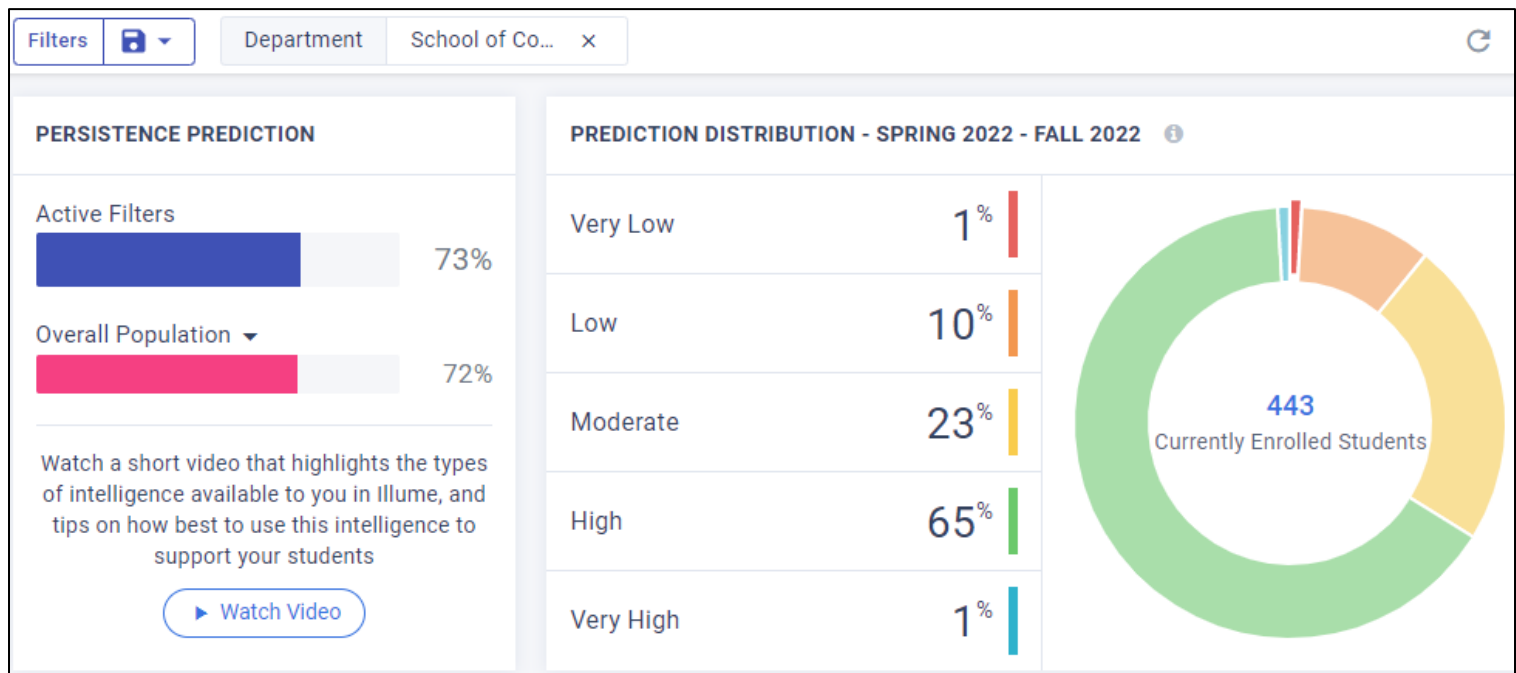 Filters
Department School of Co... ×
PERSISTENCE PREDICTION
Active Filters
73%
Overall Population
72%
Watch a short video that highlights the types
of intelligence available to you in Illume, and
tips on how best to use this intelligence to
support your students
Watch Video
PREDICTION DISTRIBUTION - SPRING 2022 - FALL 2022
Very Low 1%
Low 10%
Moderate 23%
High 65%
Very High 1%
443
Currently Enrolled Students